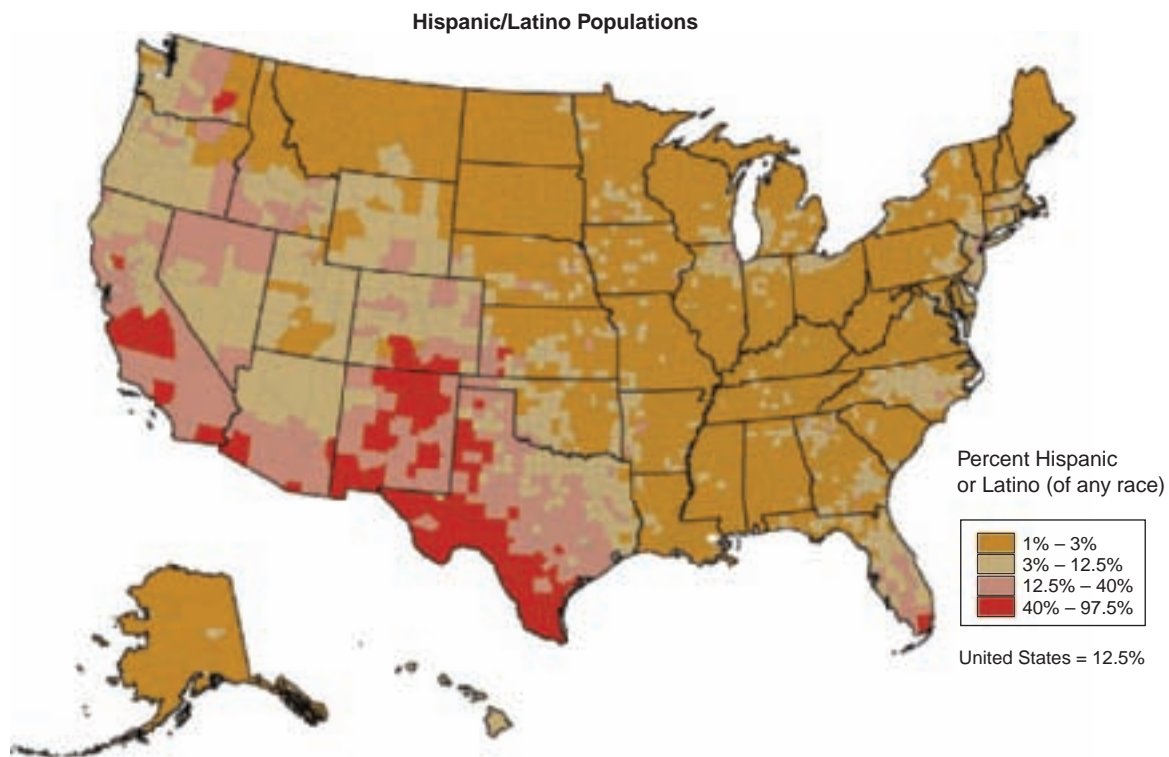 Hispanic/Latino Populations
Percent Hispanic
or Latino (of any race)
1% – 3%
3% – 12.5%
12.5% – 40%
40% – 97.5%
United States = 12.5%